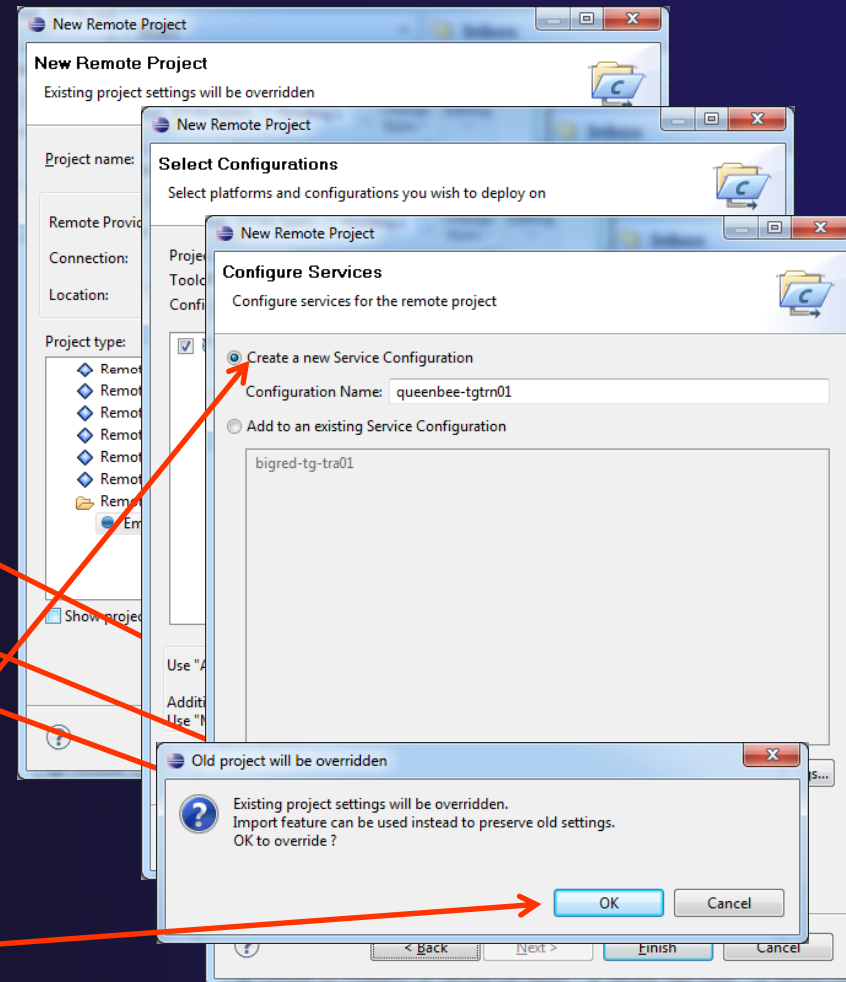 New Remote Project
New Remote Project
Existing project settings will be overridden
Project name:
Remote Provid
Connection:
Location:
Project type:
Remot
Remot
Remot
Remot
Remot
Remot
Remot
Em
Show projec
New Remote Project
Select Configurations
Select platforms and configurations you wish to deploy on
Projec
Toolc
Confi
Use "A
Additi
Use "M
New Remote Project
Configure Services
Configure services for the remote project
Create a new Service Configuration
Configuration Name: queenbee-tgtrn01
Add to an existing Service Configuration
bigred-tg-tra01
gs...
Old project will be overridden
Existing project settings will be overridden.
Import feature can be used instead to preserve old settings.
OK to override ?
OK Cancel
< Back Next > Finish Cancel